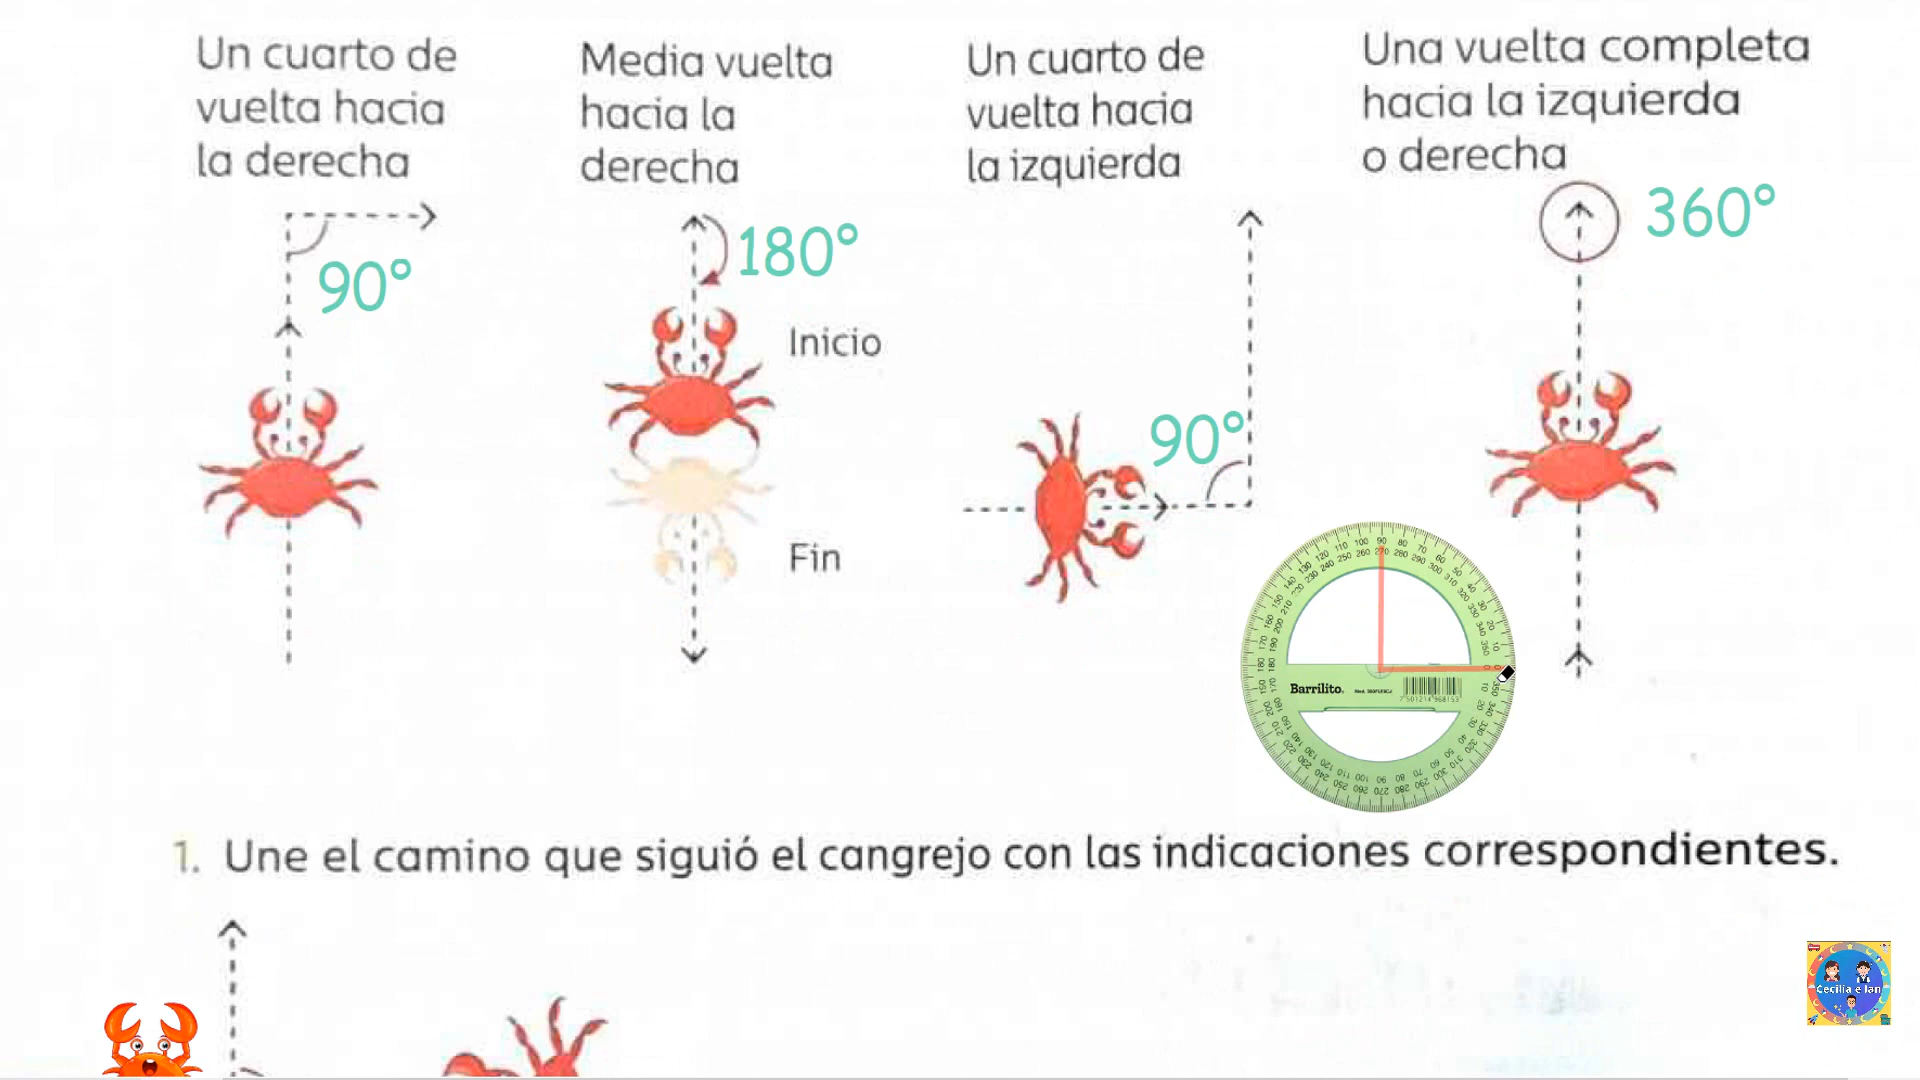 Un cuarto de
vuelta hacia
la derecha
90°
Media vuelta
hacia la
derecha
180°
Inicio
Fin
Un cuarto de
vuelta hacia
la izquierda
90°
Una vuelta completa
hacia la izquierda
o derecha
360°
Barrilito.
1. Une el camino que siguió el cangrejo con las indicaciones correspondientes.
Cecilia e Ian